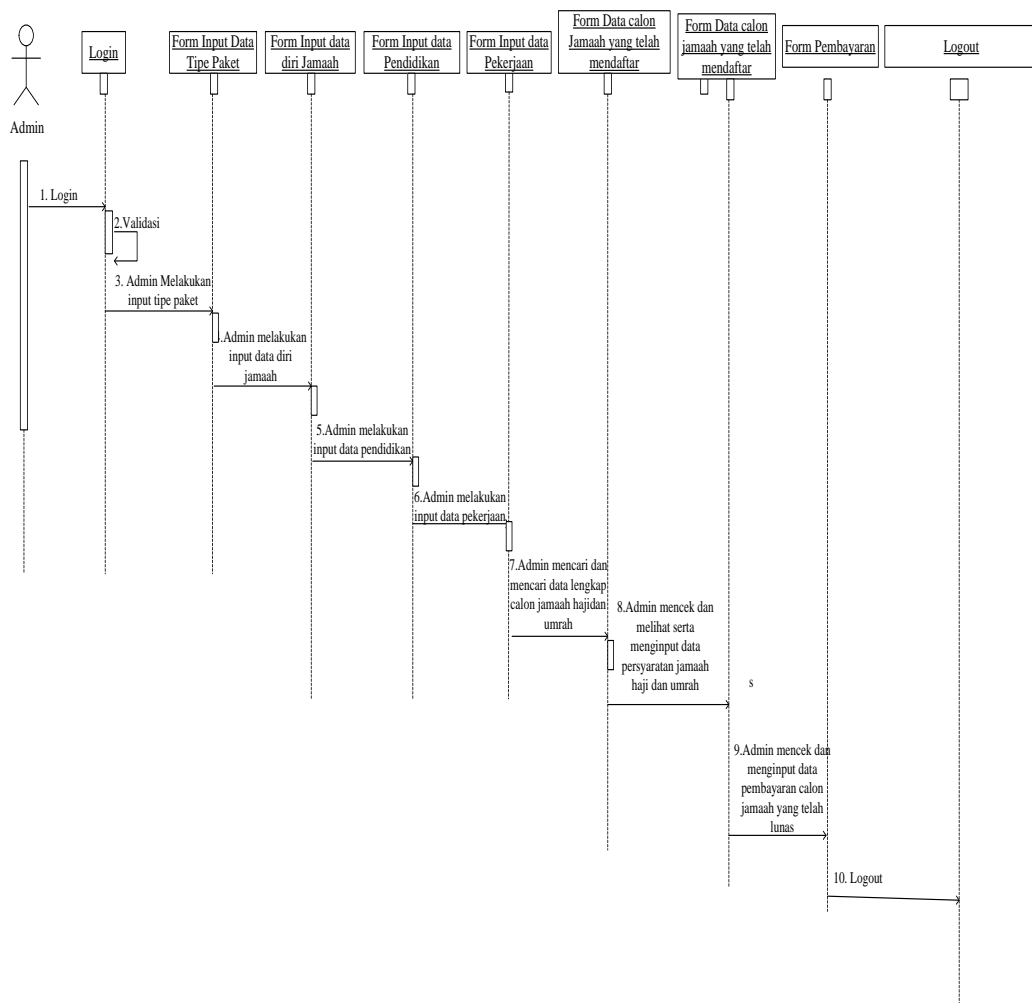 Login
Form Input Data
Tipe Paket
Form Input data
diri Jamaah
Form Input data
Pendidikan
Form Input data
Pekerjaan
Form Data calon
Jamaah yang telah
mendaftar
Form Data calon
jamaah yang telah
mendaftar
Form Pembayaran
Logout
Admin
1. Login
2.Validasi
3. Admin Melakukan
input tipe paket
.Admin melakukan
input data diri
jamaah
5.Admin melakukan
input data pendidikan
6.Admin melakukan
input data pekerjaan
7.Admin mencari dan
mencari data lengkap
calon jamaah hajidan
umrah
8.Admin mencek dan
melihat serta
menginput data
persyaratan jamaah
haji dan umrah
s
9.Admin mencek dan
menginput data
pembayaran calon
jamaah yang telah
lunas
10. Logout